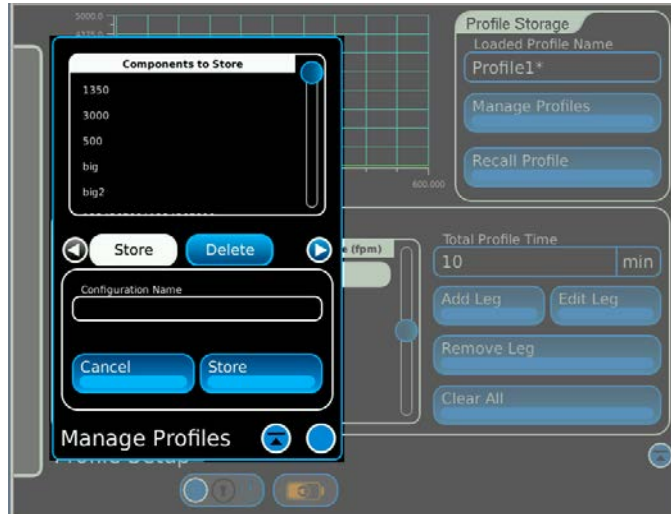 5000.0
Components to Store
1350
3000
500
big
big2
Store
Delete
Configuration Name
Cancel
Store
Manage Profiles
600.000
(fpm)
Profile Storage
Loaded Profile Name
Profile1*
Manage Profiles
Recall Profile
Total Profile Time
10
min
Add Leg
Edit Leg
Remove Leg
Clear All
Profile Setup